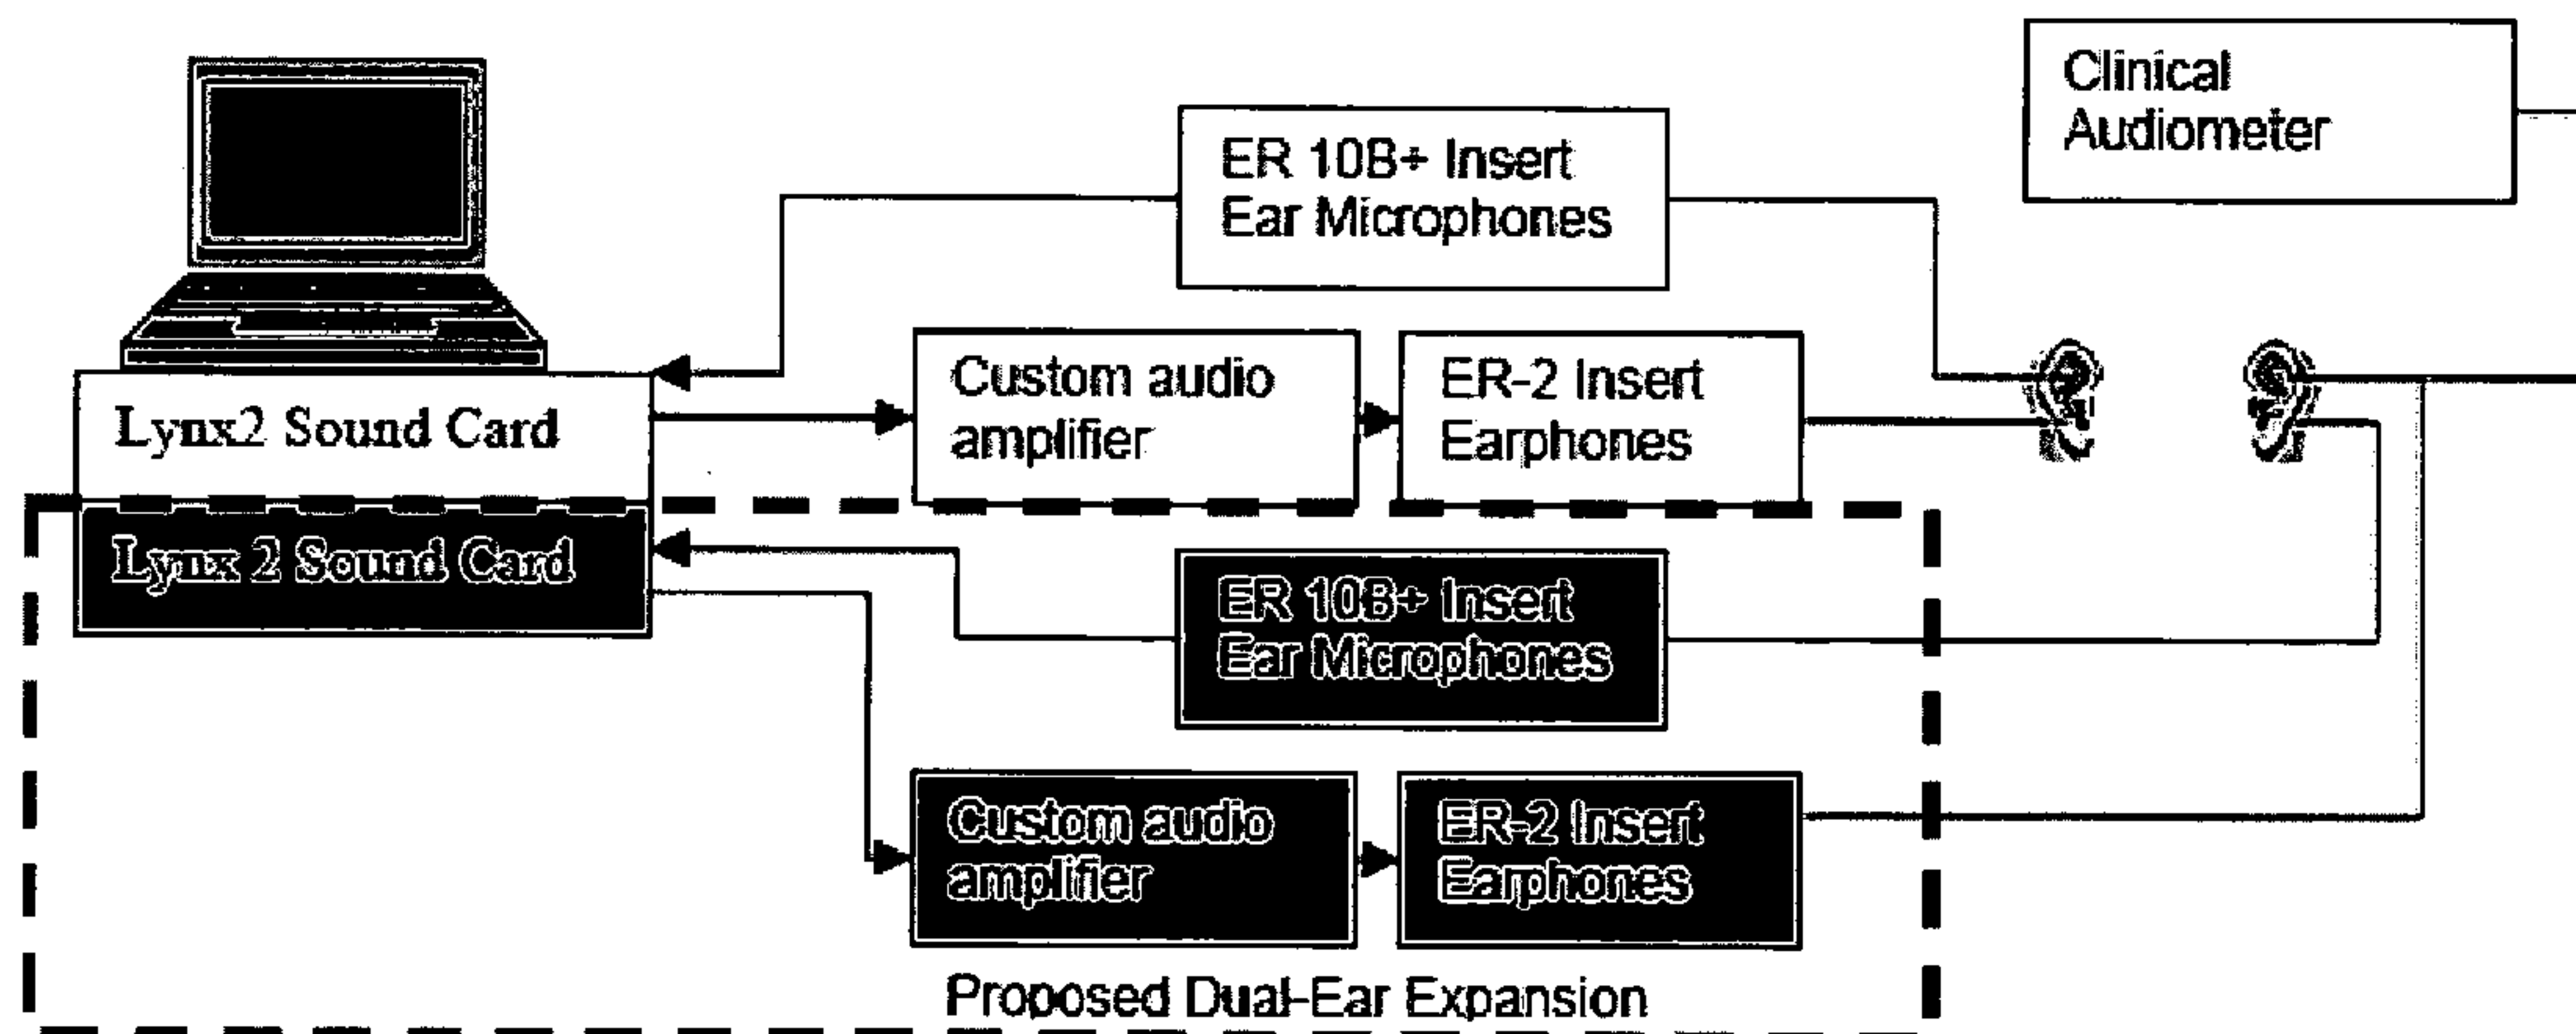 Clinical
Audiometer
ER 10B+ Insert
Ear Microphones
Custom audio
amplifier
ER-2 Insert
Earphones
Lynx2 Sound Card
Lynx 2 Sound Card
ER 10B+ Insert
Ear Microphones
Custom audio
amplifier
ER-2 Insert
Earphones
Proposed Dual-Ear Expansion